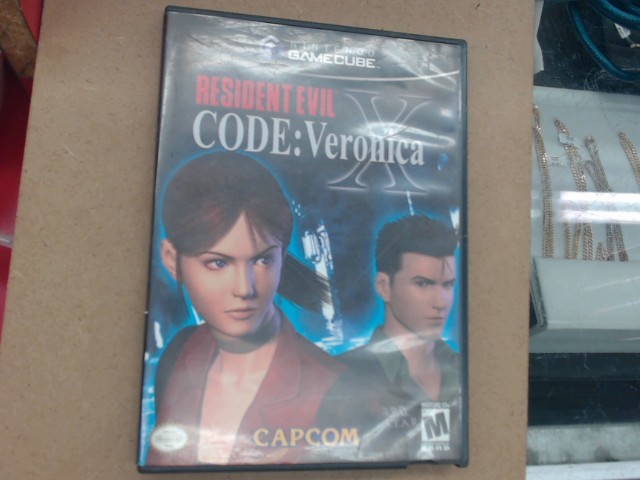 NINTENDO
GAMECUBE
RESIDENT EVIL
CODE: Veronica
X
CAPCOM
M